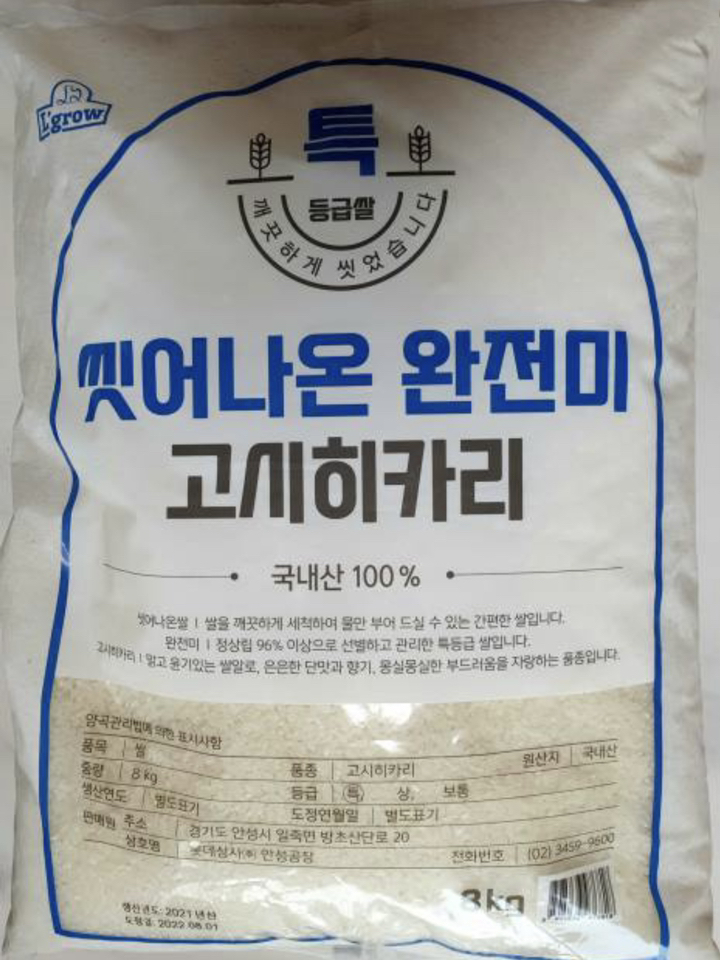 L'grow
특
등급쌀
깨끗하게 씻었습니다
씻어나온 완전미
고시히카리
국내산 100%
씻어나온쌀 | 쌀을 깨끗하게 세척하여 물만 부어 드실 수 있는 간편한 쌀입니다.
완전미 | 정상립 96% 이상으로 선별하고 관리한 특등급 쌀입니다.
고시히카리 | 맑고 윤기있는 쌀알로, 은은한 단맛과 향기, 몽실몽실한 부드러움을 자랑하는 품종입니다.
양곡관리법에 의한 표시사항
품목 | 쌀 원산지 | 국내산
중량 | 8 kg 품종 | 고시히카리
생산연도 | 별도표기 등급 | 특, 상, 보통
도정연월일 | 별도표기
판매원 주소 | 경기도 안성시 일죽면 방초산단로 20
상호명 | 롯데상사㈜ 안성공장 전화번호 | (02) 3459-9600
8 kg
생산년도: 2021 년산
도정일: 2022.08.01